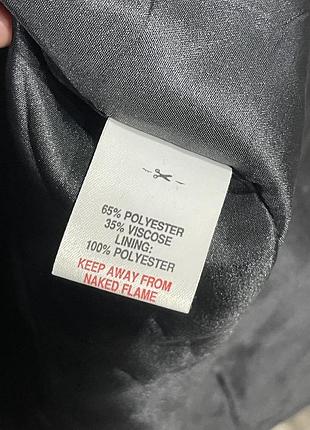 65% POLYESTER
35% VISCOSE
LINING:
100% POLYESTER
KEEP AWAY FROM
NAKED FLAME